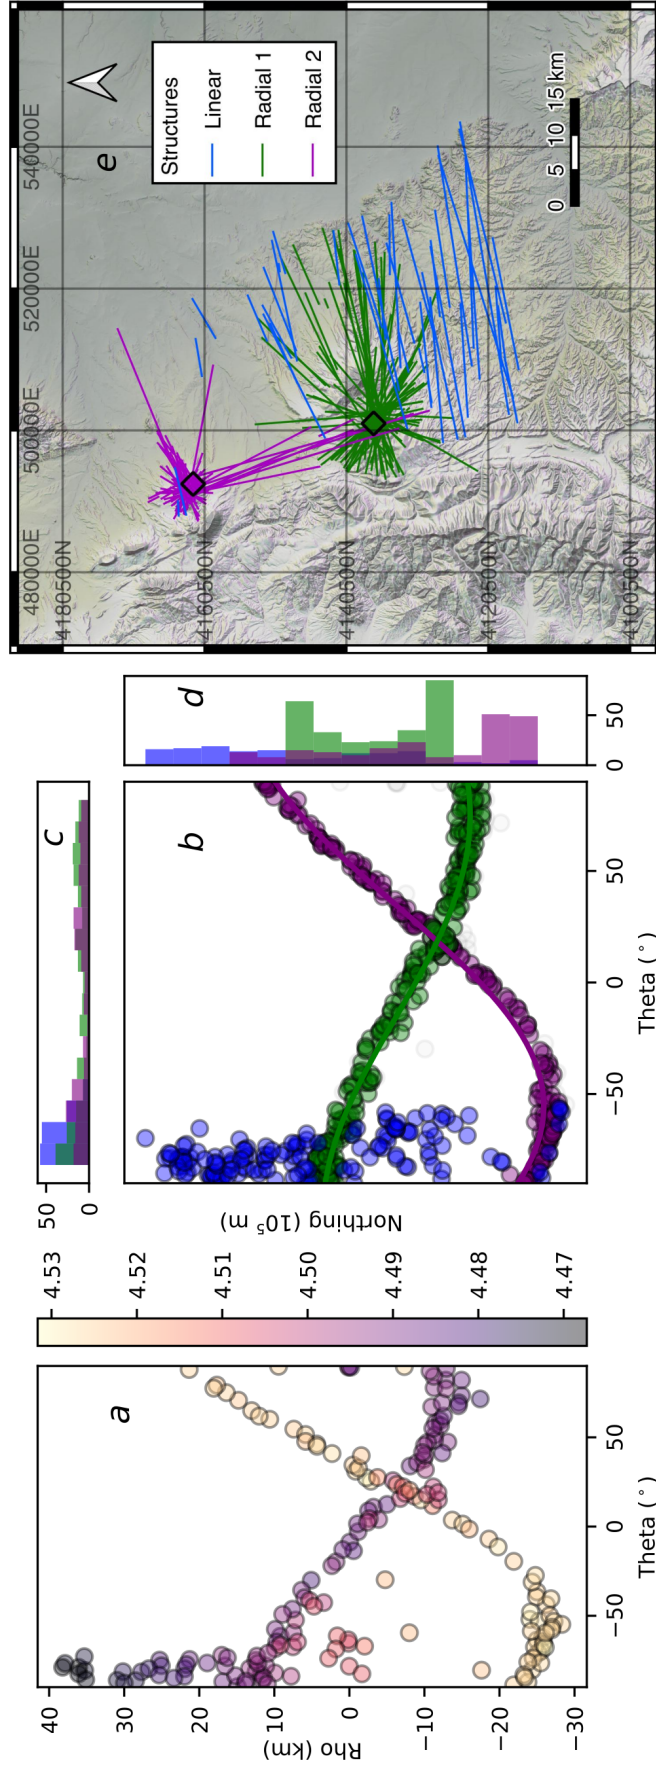 a
40
30
20
10
0
−10
−20
−30
Rho (km)
−50
0
50
Theta (°)
4.53
4.52
4.51
4.50
4.49
4.48
4.47
Northing (10⁵ m)
c
50
0
b
−50
0
50
Theta (°)
d
0
50
e
480000E
500000E
520000E
540000E
4180500N
4160500N
4140500N
4120500N
4100500N
Structures
Linear
Radial 1
Radial 2
0 5 10 15 km